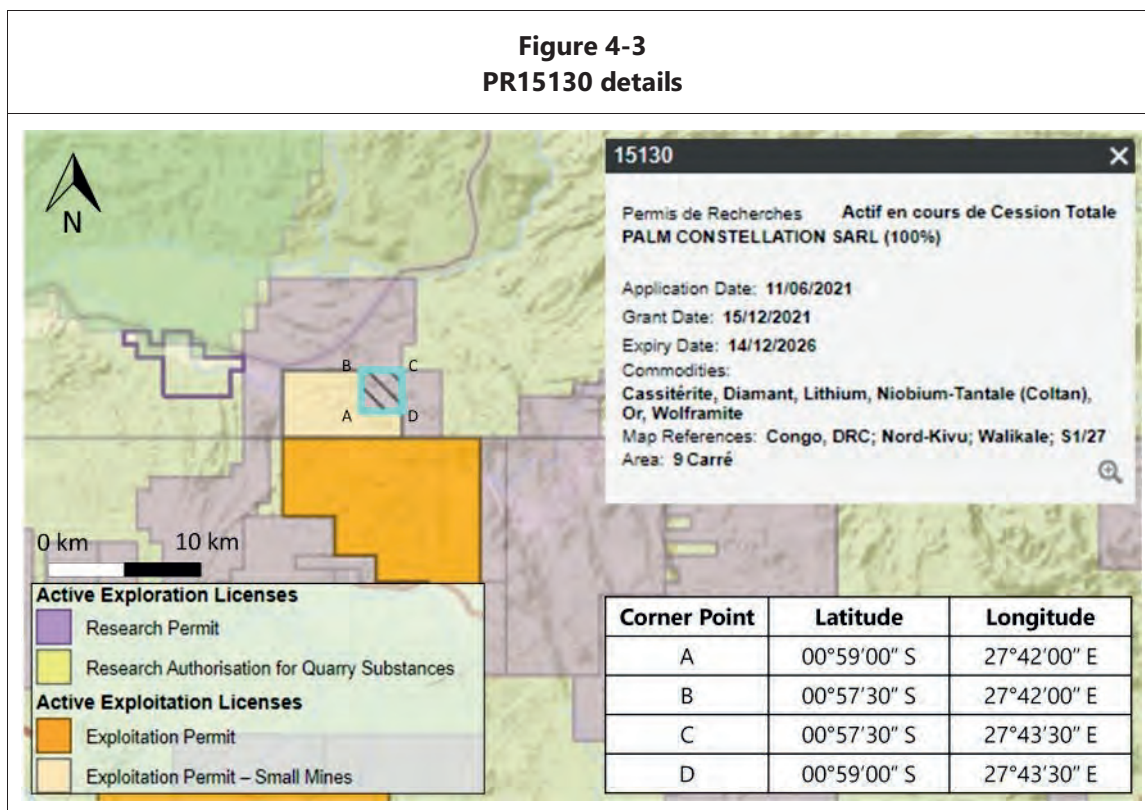 Figure 4-3
PR15130 details
N
B
C
A
D
0 km 10 km
Active Exploration Licenses
Research Permit
Research Authorisation for Quarry Substances
Active Exploitation Licenses
Exploitation Permit
Exploitation Permit – Small Mines
15130
Permis de Recherches Actif en cours de Cession Totale
PALM CONSTELLATION SARL (100%)
Application Date: 11/06/2021
Grant Date: 15/12/2021
Expiry Date: 14/12/2026
Commodities:
Cassitérite, Diamant, Lithium, Niobium-Tantale (Coltan),
Or, Wolframite
Map References: Congo, DRC; Nord-Kivu; Walikale; S1/27
Area: 9 Carré
Corner Point Latitude Longitude
A 00°59′00″ S 27°42′00″ E
B 00°57′30″ S 27°42′00″ E
C 00°57′30″ S 27°43′30″ E
D 00°59′00″ S 27°43′30″ E